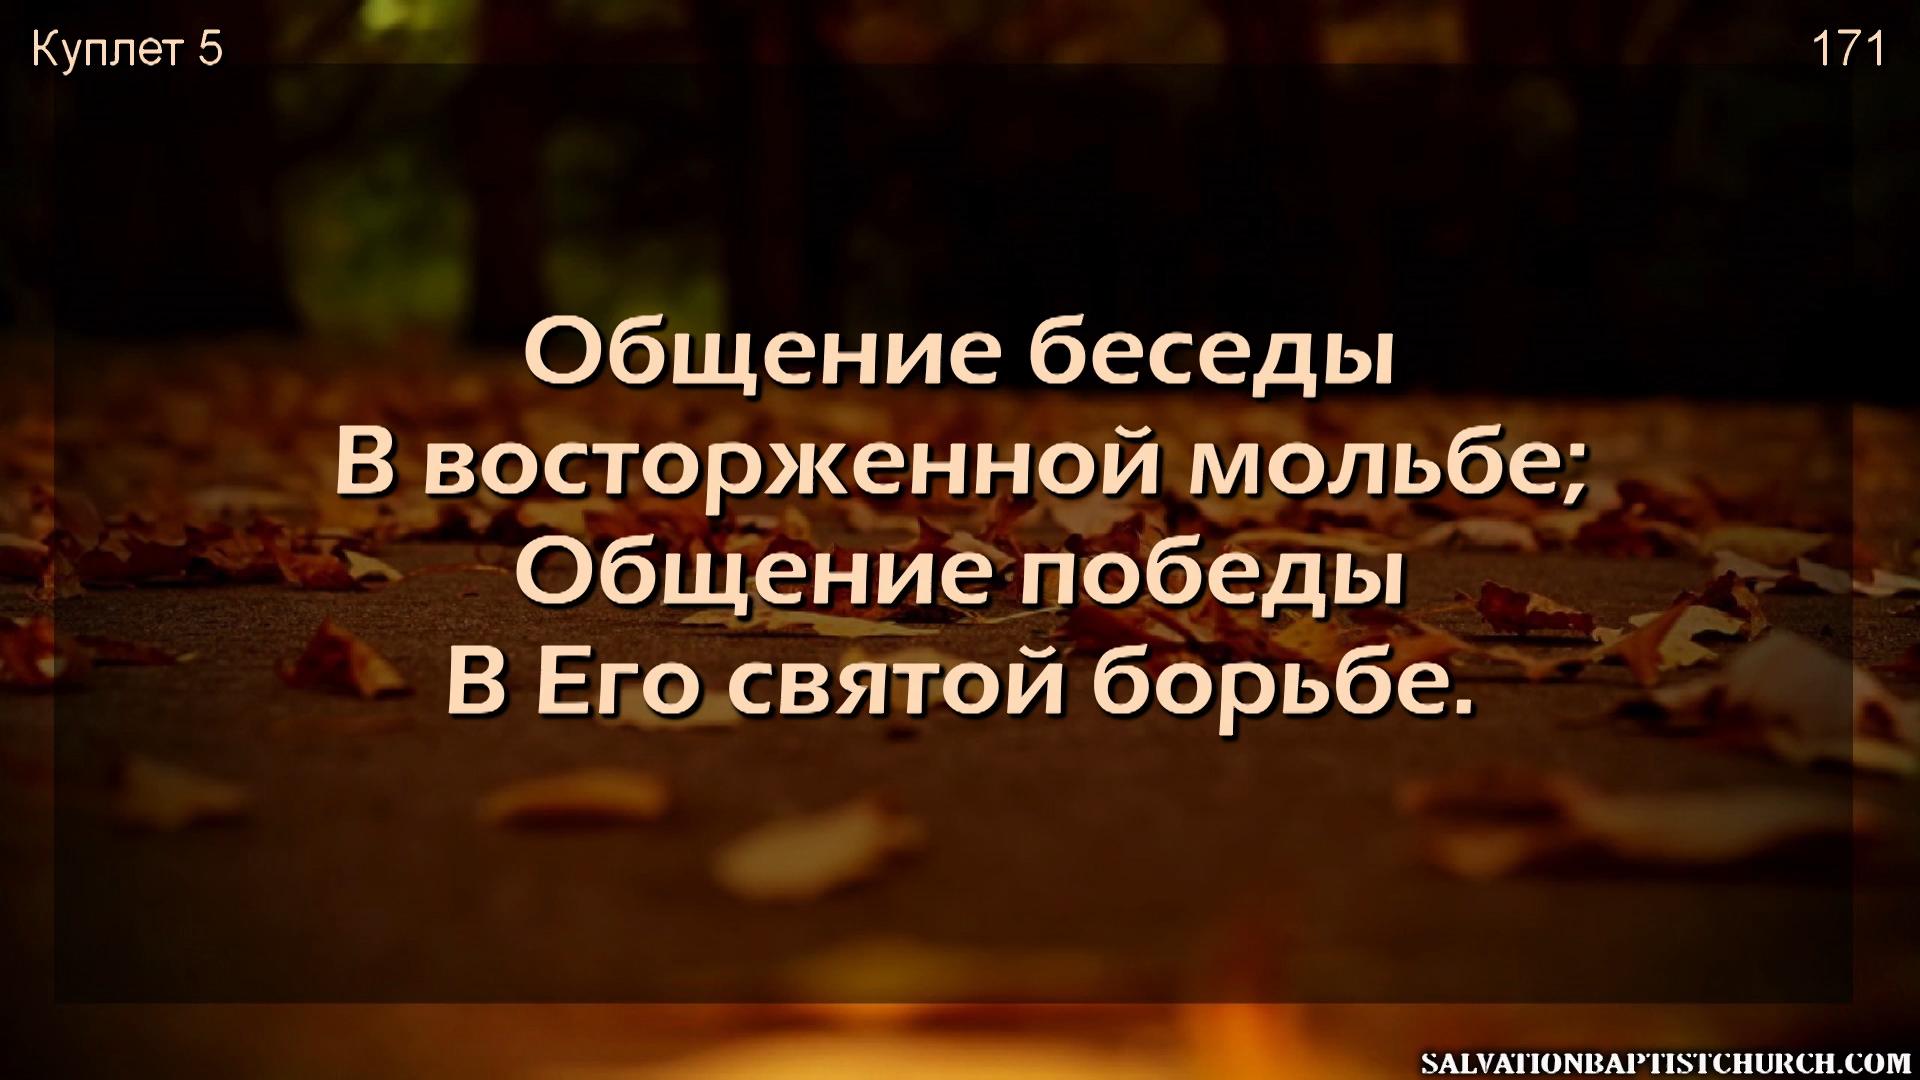 Куплет 5
171
Общение беседы
В восторженной мольбе;
Общение победы
В Его святой борьбе.
SALVATIONBAPTISTCHURCH.COM